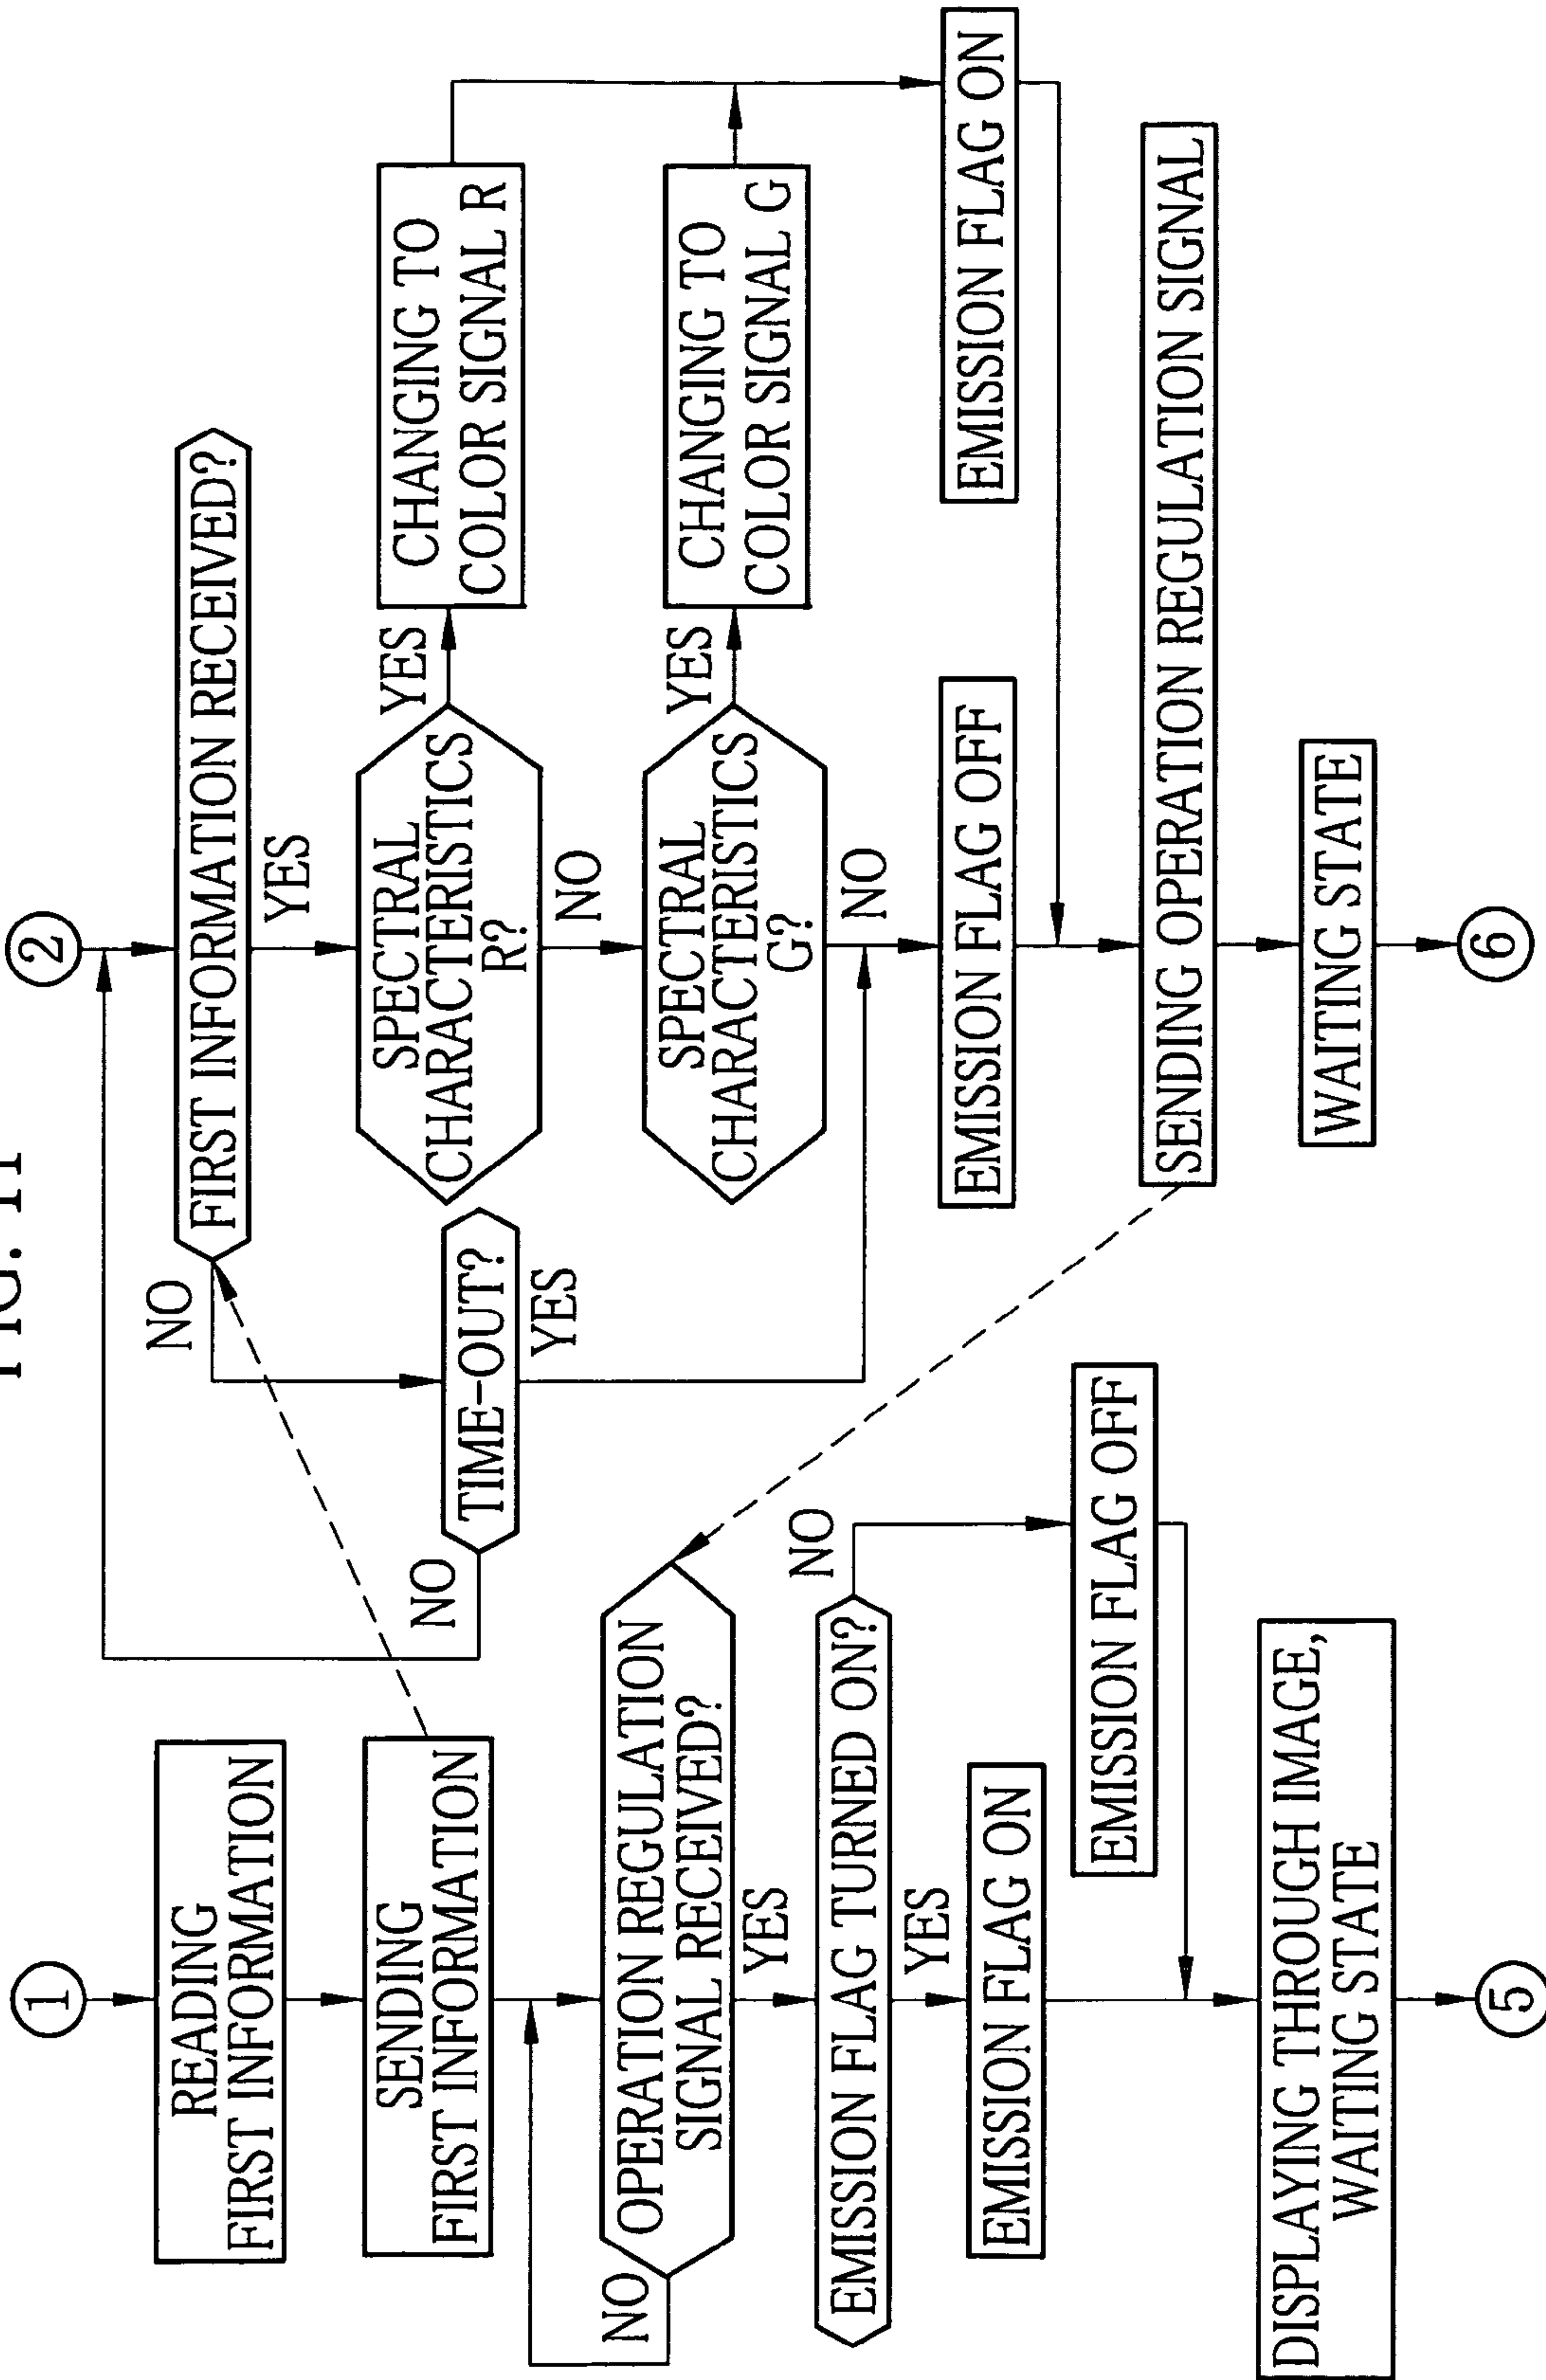 FIG. 11
1
READING
FIRST INFORMATION
SENDING
FIRST INFORMATION
OPERATION REGULATION
SIGNAL RECEIVED?
NO
YES
EMISSION FLAG TURNED ON?
NO
YES
EMISSION FLAG ON
EMISSION FLAG OFF
DISPLAYING THROUGH IMAGE,
WAITING STATE
5
2
FIRST INFORMATION RECEIVED?
NO
YES
TIME-OUT?
NO
YES
SPECTRAL
CHARACTERISTICS
R?
YES
NO
CHANGING TO
COLOR SIGNAL R
SPECTRAL
CHARACTERISTICS
G?
YES
NO
CHANGING TO
COLOR SIGNAL G
EMISSION FLAG OFF
EMISSION FLAG ON
SENDING OPERATION REGULATION SIGNAL
WAITING STATE
6